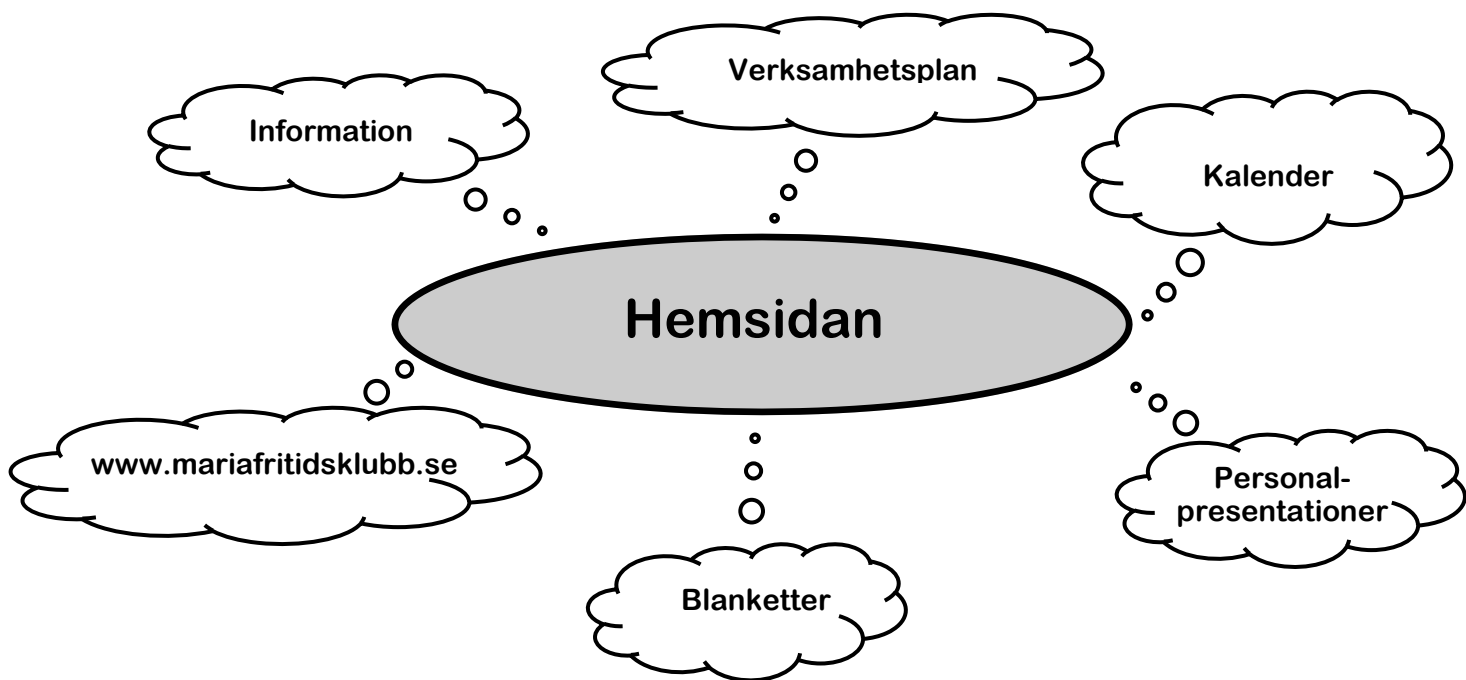 Verksamhetsplan
Information
Kalender
Hemsidan
www.mariafritidsklubb.se
Personal-
presentationer
Blanketter